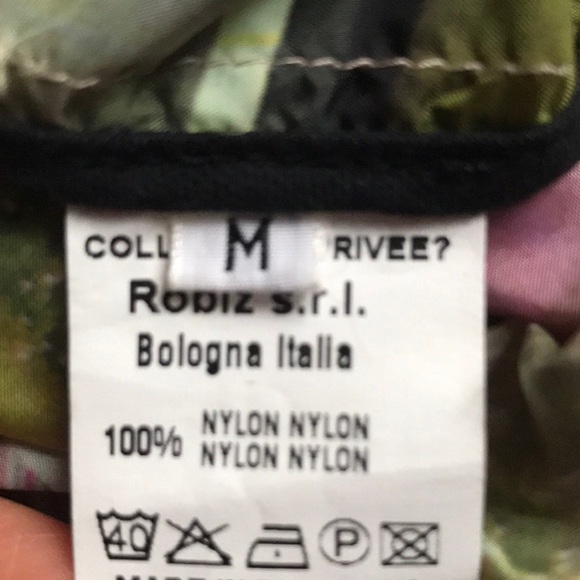 COLL M RIVEE?
Robiz s.r.l.
Bologna Italia
100% NYLON NYLON
NYLON NYLON
40 P